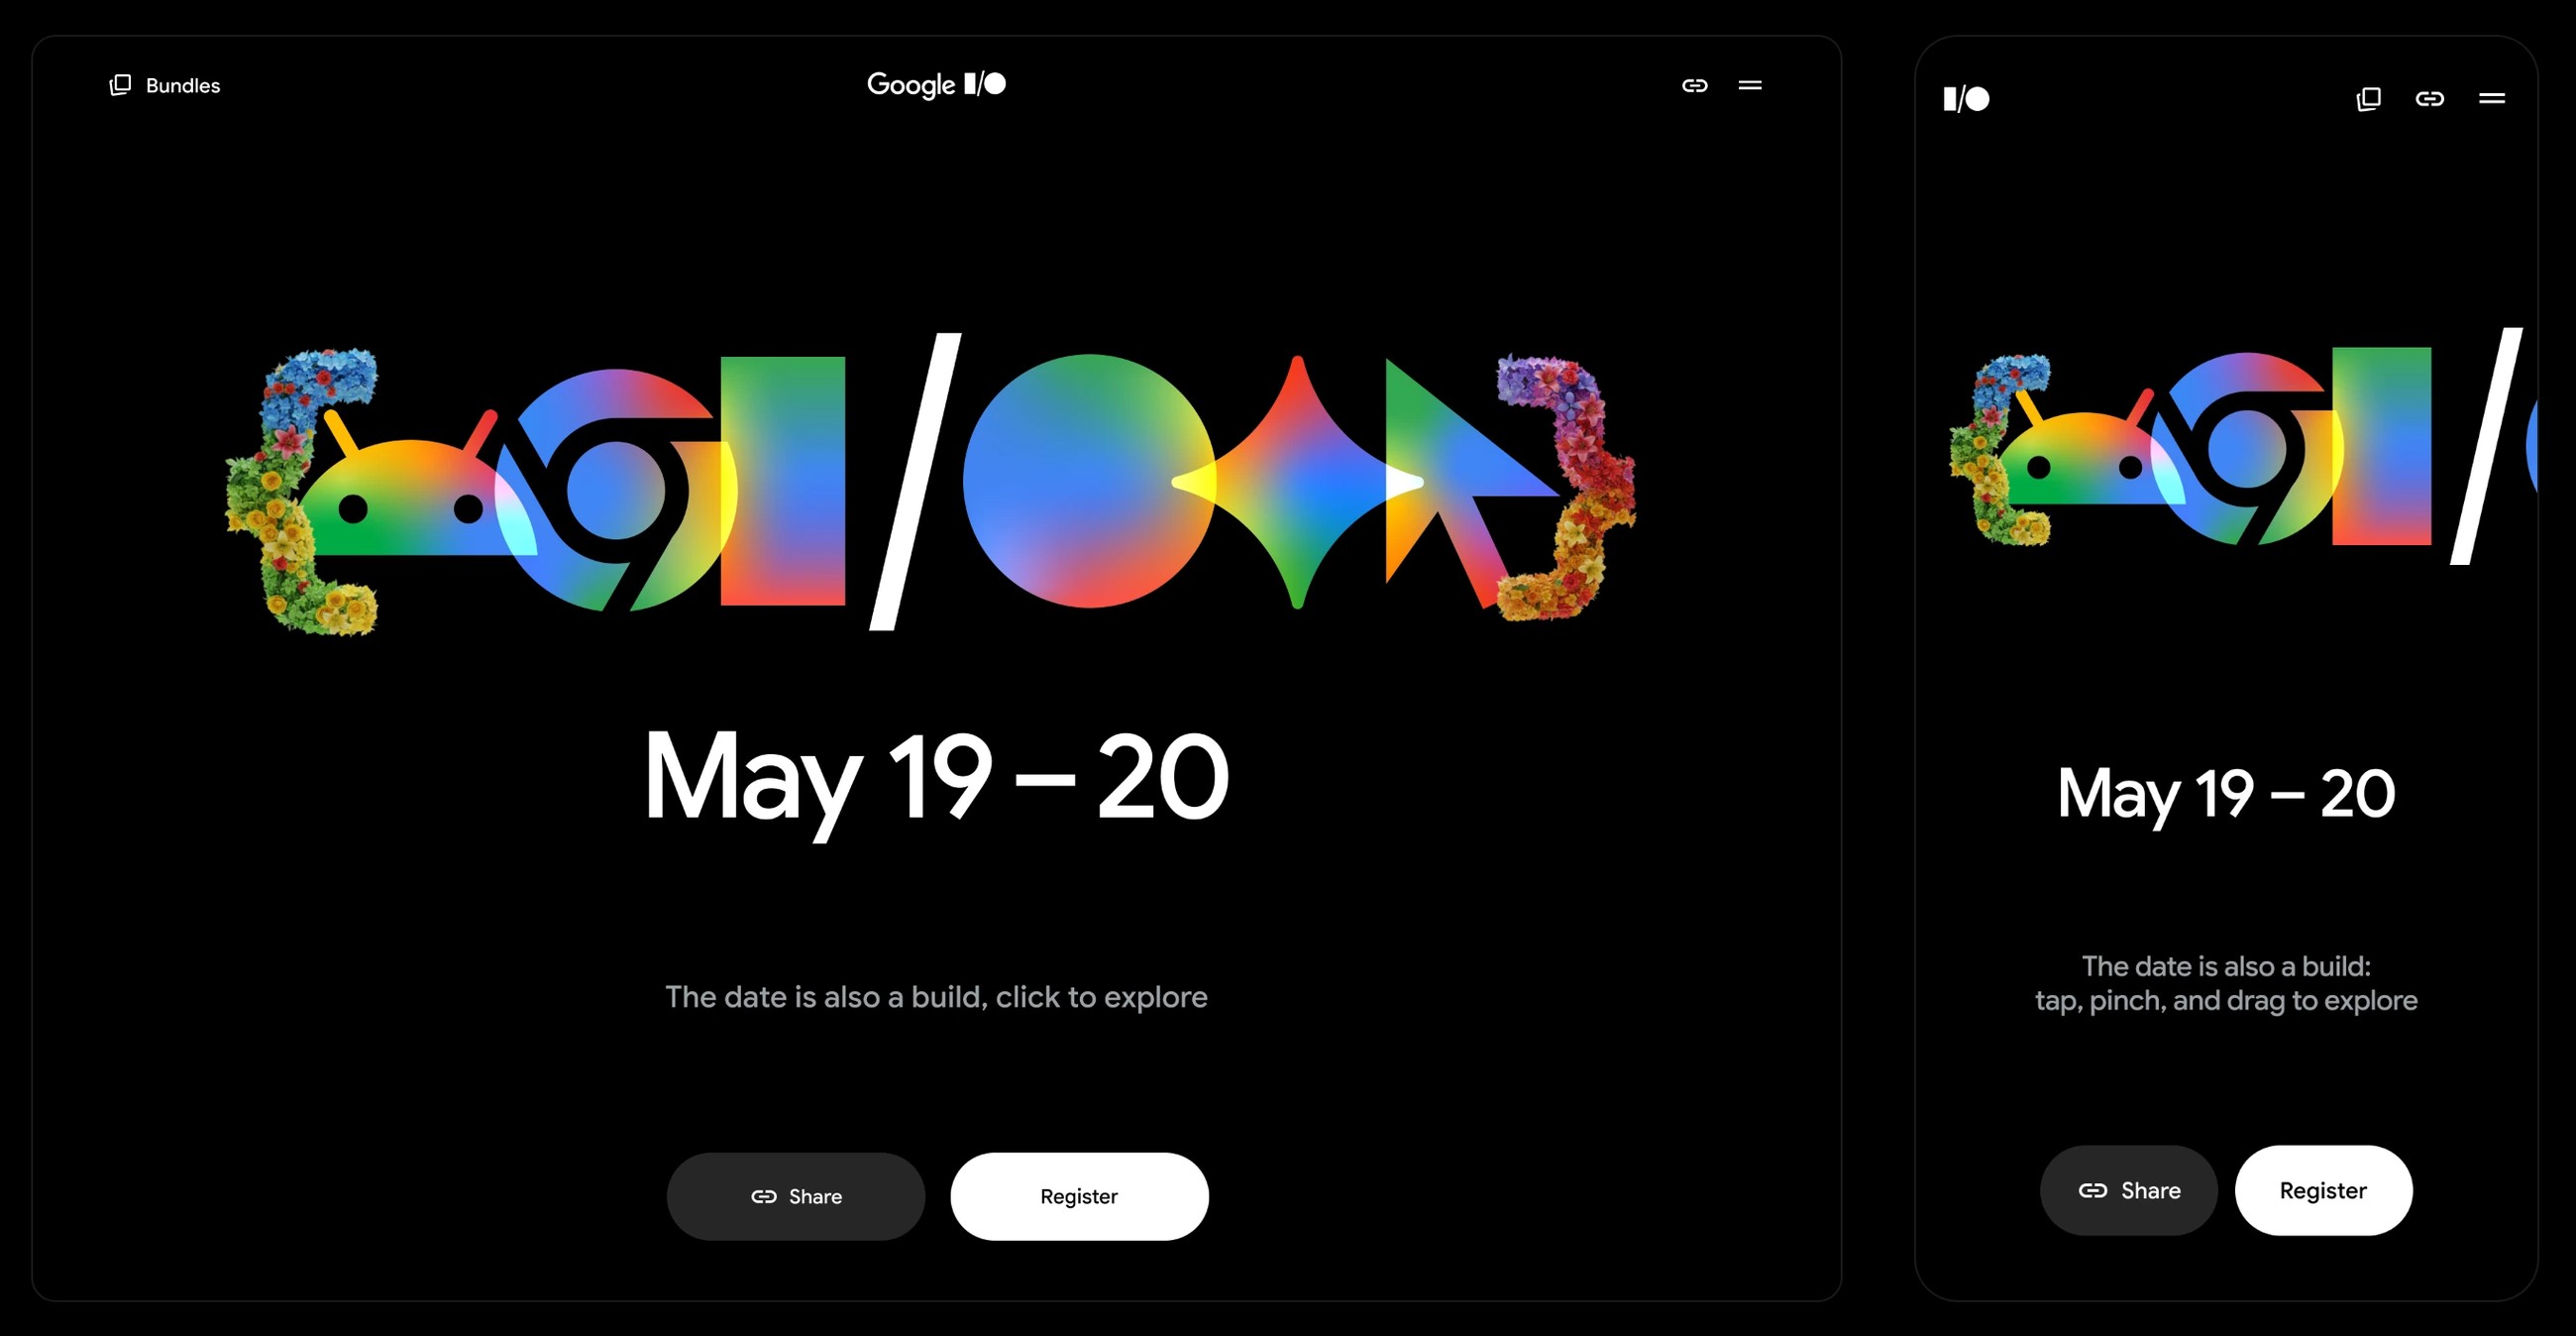 Bundles
Google I/O
I/O
May 19 – 20
The date is also a build, click to explore
Share
Register
I/O
I/
May 19 – 20
The date is also a build:
tap, pinch, and drag to explore
Share
Register